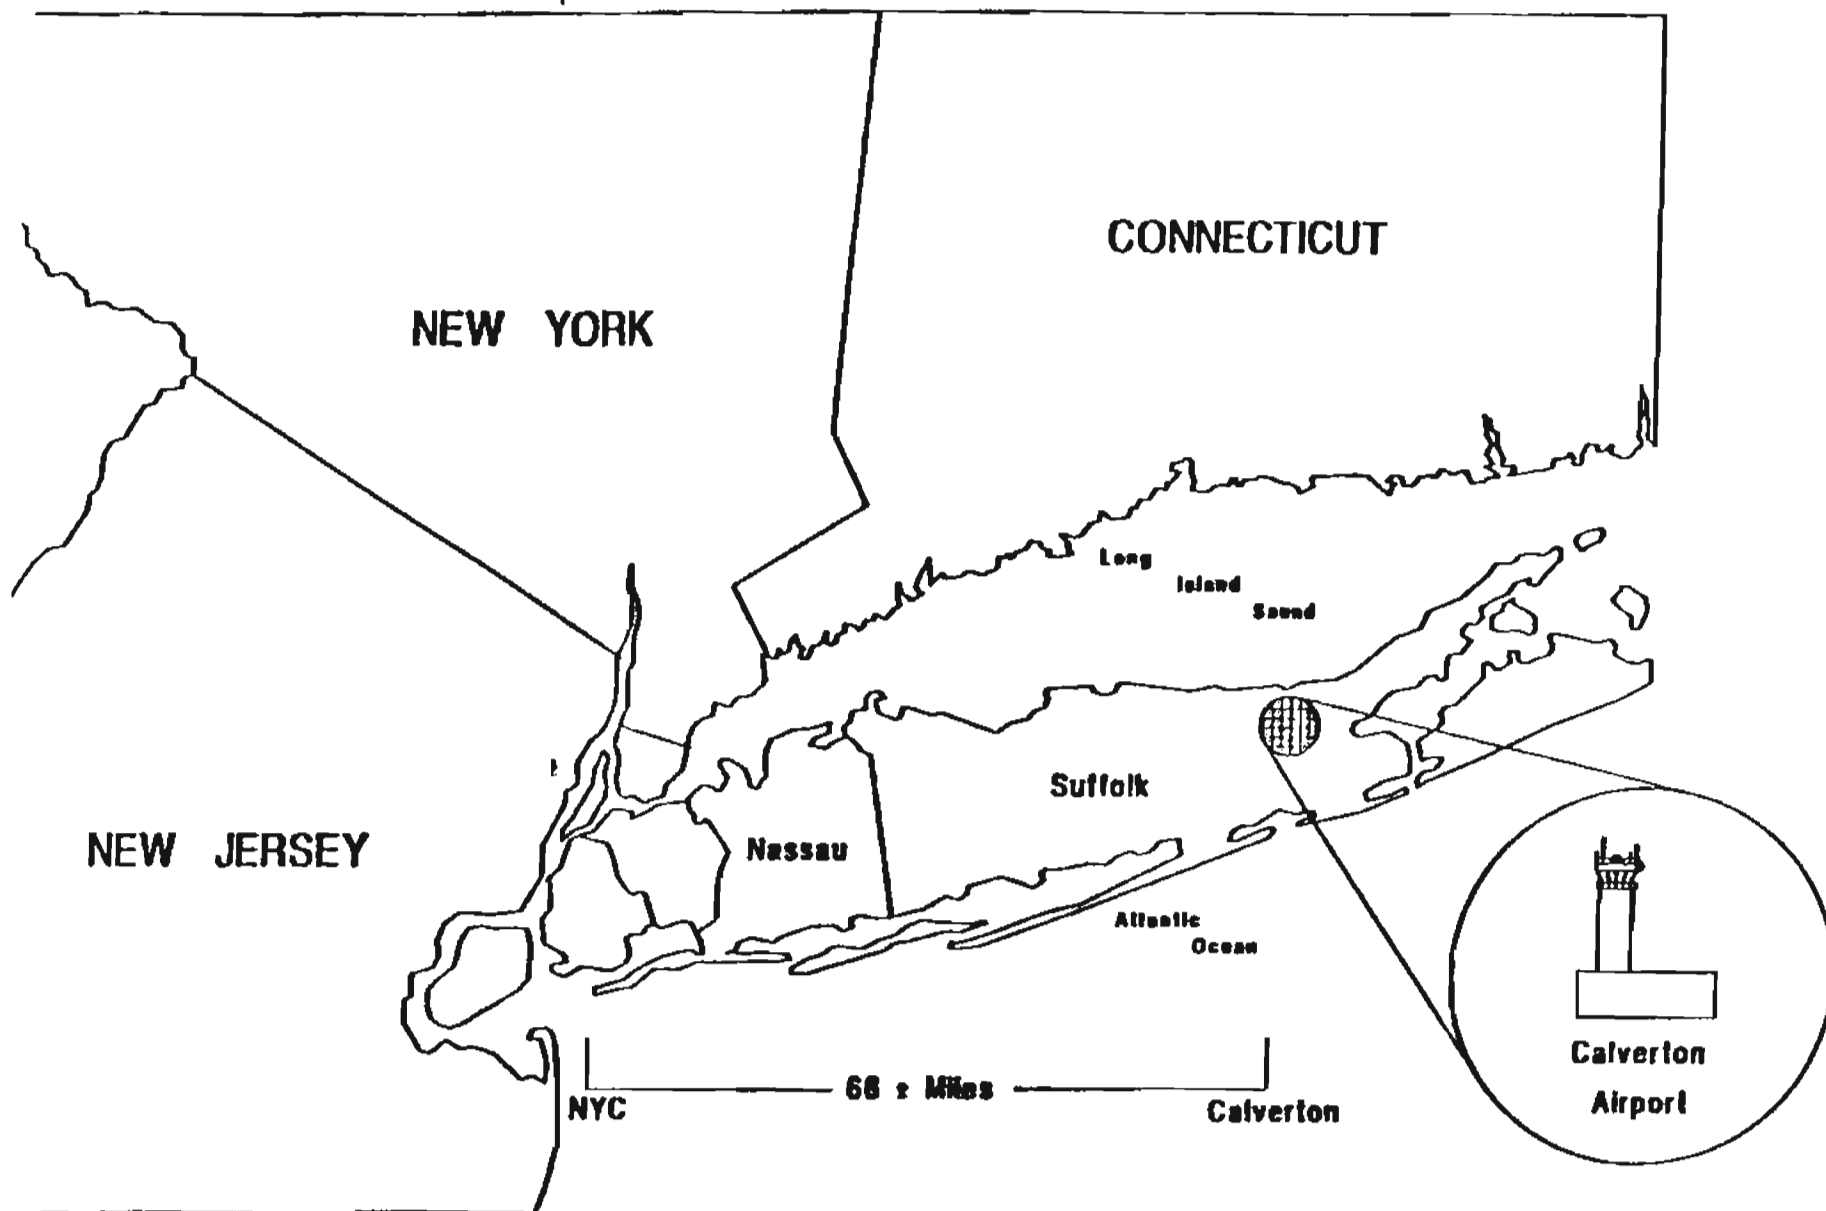 CONNECTICUT
NEW YORK
Long
Island
Sound
Suffolk
NEW JERSEY
Nassau
Atlantic
Ocean
Calverton
Airport
Miles
NYC
Calverton